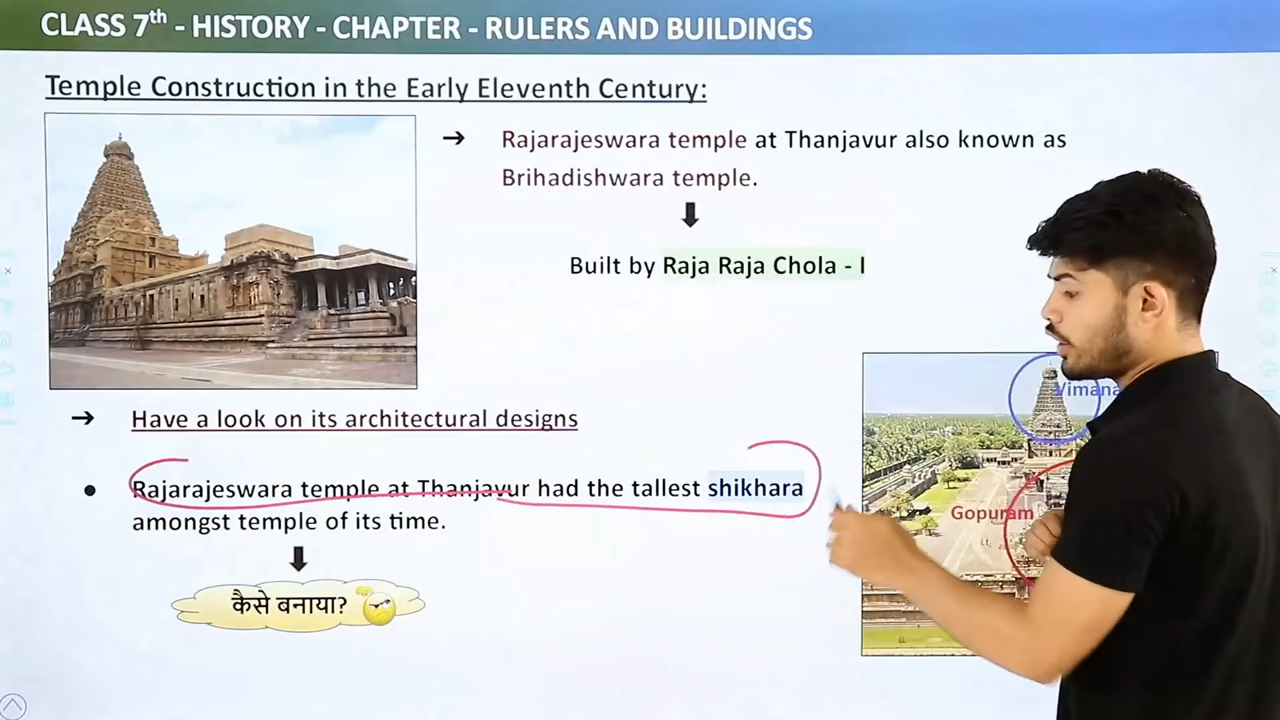 CLASS 7th - HISTORY - CHAPTER - RULERS AND BUILDINGS
Temple Construction in the Early Eleventh Century:
→ Rajarajeswara temple at Thanjavur also known as
Brihadishwara temple.
Built by Raja Raja Chola - I
→ Have a look on its architectural designs
● Rajarajeswara temple at Thanjavur had the tallest shikhara
amongst temple of its time.
कैसे बनाया?
Vimana
Gopuram